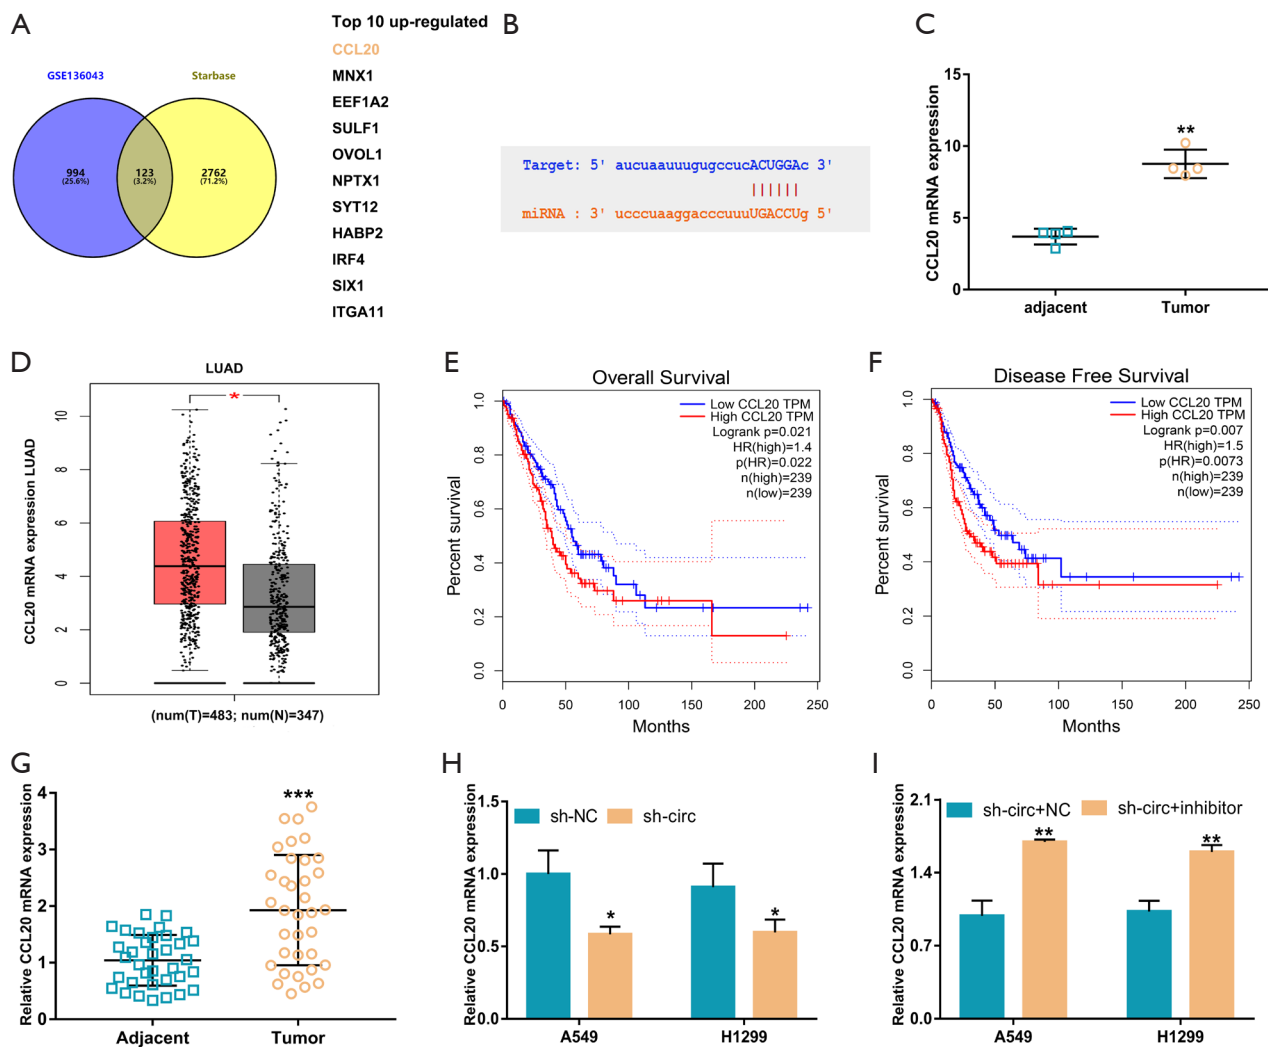 A
GSE136043
Starbase
994
(25.6%)
123
(3.2%)
2762
(71.2%)
Top 10 up-regulated
CCL20
MNX1
EEF1A2
SULF1
OVOL1
NPTX1
SYT12
HABP2
IRF4
SIX1
ITGA11
B
Target: 5' aucuaauuugugccucACUGGAc 3'
miRNA : 3' ucccuaaggacccuuuUGACCUg 5'
C
CCL20 mRNA expression
15
10
5
0
**
adjacent
Tumor
D
LUAD
CCL20 mRNA expression LUAD
10
8
6
4
2
0
*
(num(T)=483; num(N)=347)
E
Overall Survival
Low CCL20 TPM
High CCL20 TPM
Logrank p=0.021
HR(high)=1.4
p(HR)=0.022
n(high)=239
n(low)=239
Percent survival
1.0
0.8
0.6
0.4
0.2
0.0
0 50 100 150 200 250
Months
F
Disease Free Survival
Low CCL20 TPM
High CCL20 TPM
Logrank p=0.007
HR(high)=1.5
p(HR)=0.0073
n(high)=239
n(low)=239
Percent survival
1.0
0.8
0.6
0.4
0.2
0.0
0 50 100 150 200 250
Months
G
Relative CCL20 mRNA expression
4
3
2
1
0
***
Adjacent
Tumor
H
Relative CCL20 mRNA expression
1.5
1.0
0.5
0.0
sh-NC
sh-circ
*
*
A549
H1299
I
Relative CCL20 mRNA expression
2.1
1.4
0.7
0.0
sh-circ+NC
sh-circ+inhibitor
**
**
A549
H1299